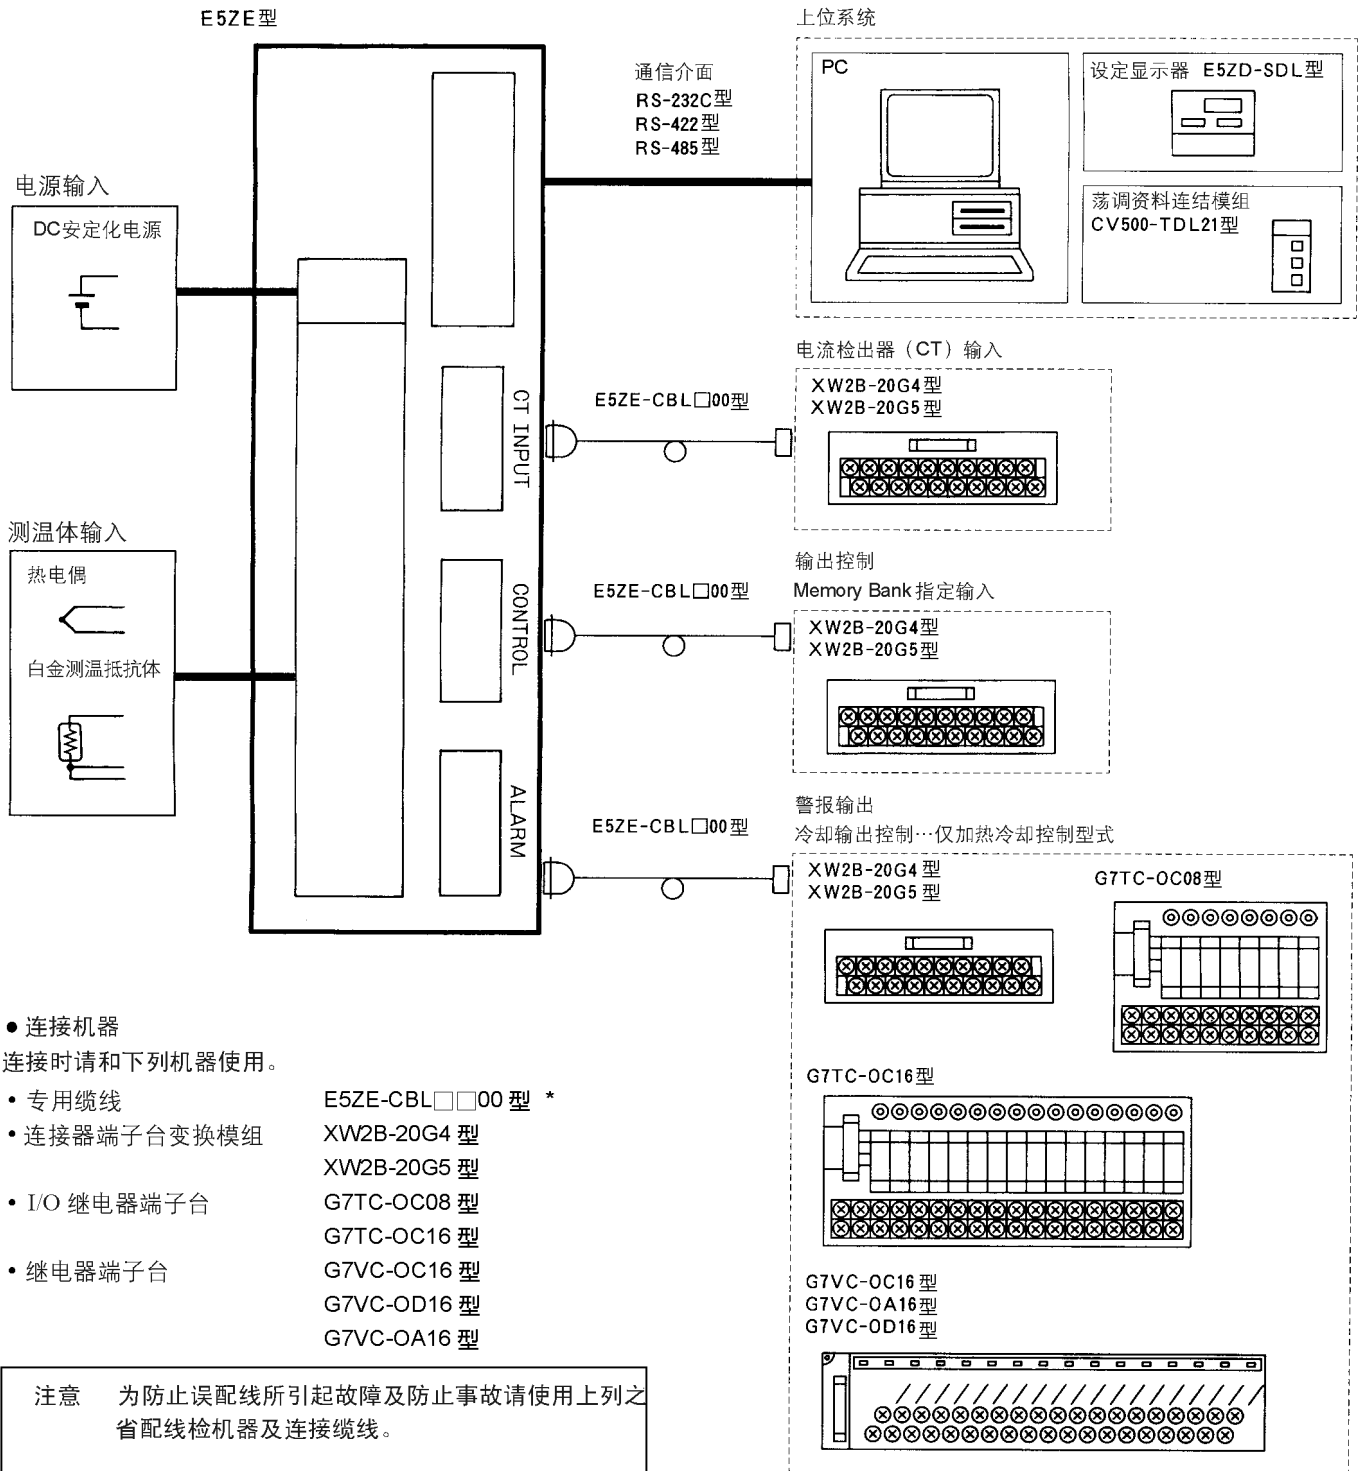 E5ZE型
上位系统
通信介面
RS-232C型
RS-422型
RS-485型
PC
设定显示器 E5ZD-SDL型
荡调资料连结模组
CV500-TDL21型
电源输入
DC安定化电源
测温体输入
热电偶
白金测温抵抗体
CT INPUT
CONTROL
ALARM
E5ZE-CBL□00型
电流检出器（CT）输入
XW2B-20G4型
XW2B-20G5型
E5ZE-CBL□00型
输出控制
Memory Bank 指定输入
XW2B-20G4型
XW2B-20G5型
E5ZE-CBL□00型
警报输出
冷却输出控制…仅加热冷却控制型式
XW2B-20G4 型
XW2B-20G5 型
G7TC-OC08型
G7TC-OC16型
G7VC-OC16 型
G7VC-OA16型
G7VC-OD16型
● 连接机器
连接时请和下列机器使用。
• 专用缆线 E5ZE-CBL□□00 型 *
• 连接器端子台变换模组 XW2B-20G4 型
XW2B-20G5 型
• I/O 继电器端子台 G7TC-OC08 型
G7TC-OC16 型
• 继电器端子台 G7VC-OC16 型
G7VC-OD16 型
G7VC-OA16 型
注意 为防止误配线所引起故障及防止事故请使用上列之
省配线检机器及连接缆线。